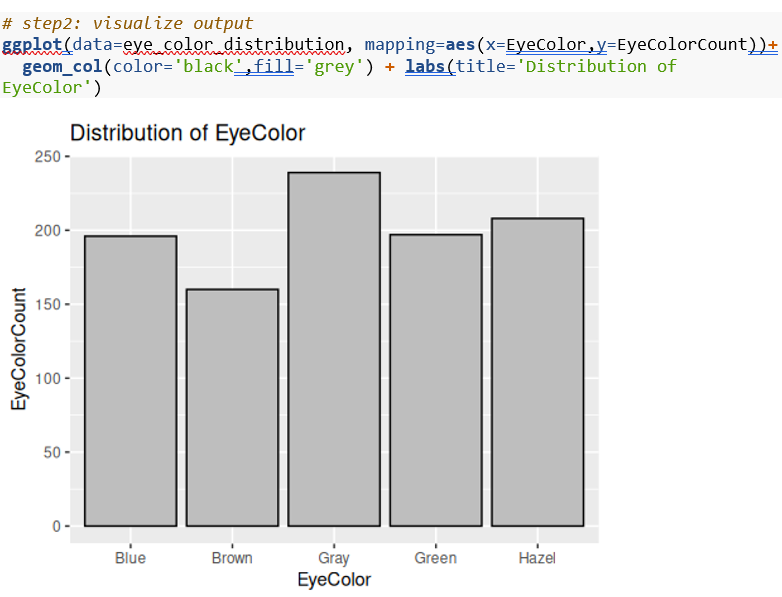 # step2: visualize output
ggplot(data=eye_color_distribution, mapping=aes(x=EyeColor,y=EyeColorCount))+
  geom_col(color='black',fill='grey') + labs(title='Distribution of
EyeColor')
Distribution of EyeColor
250
200
150
100
50
0
EyeColorCount
Blue Brown Gray Green Hazel
EyeColor